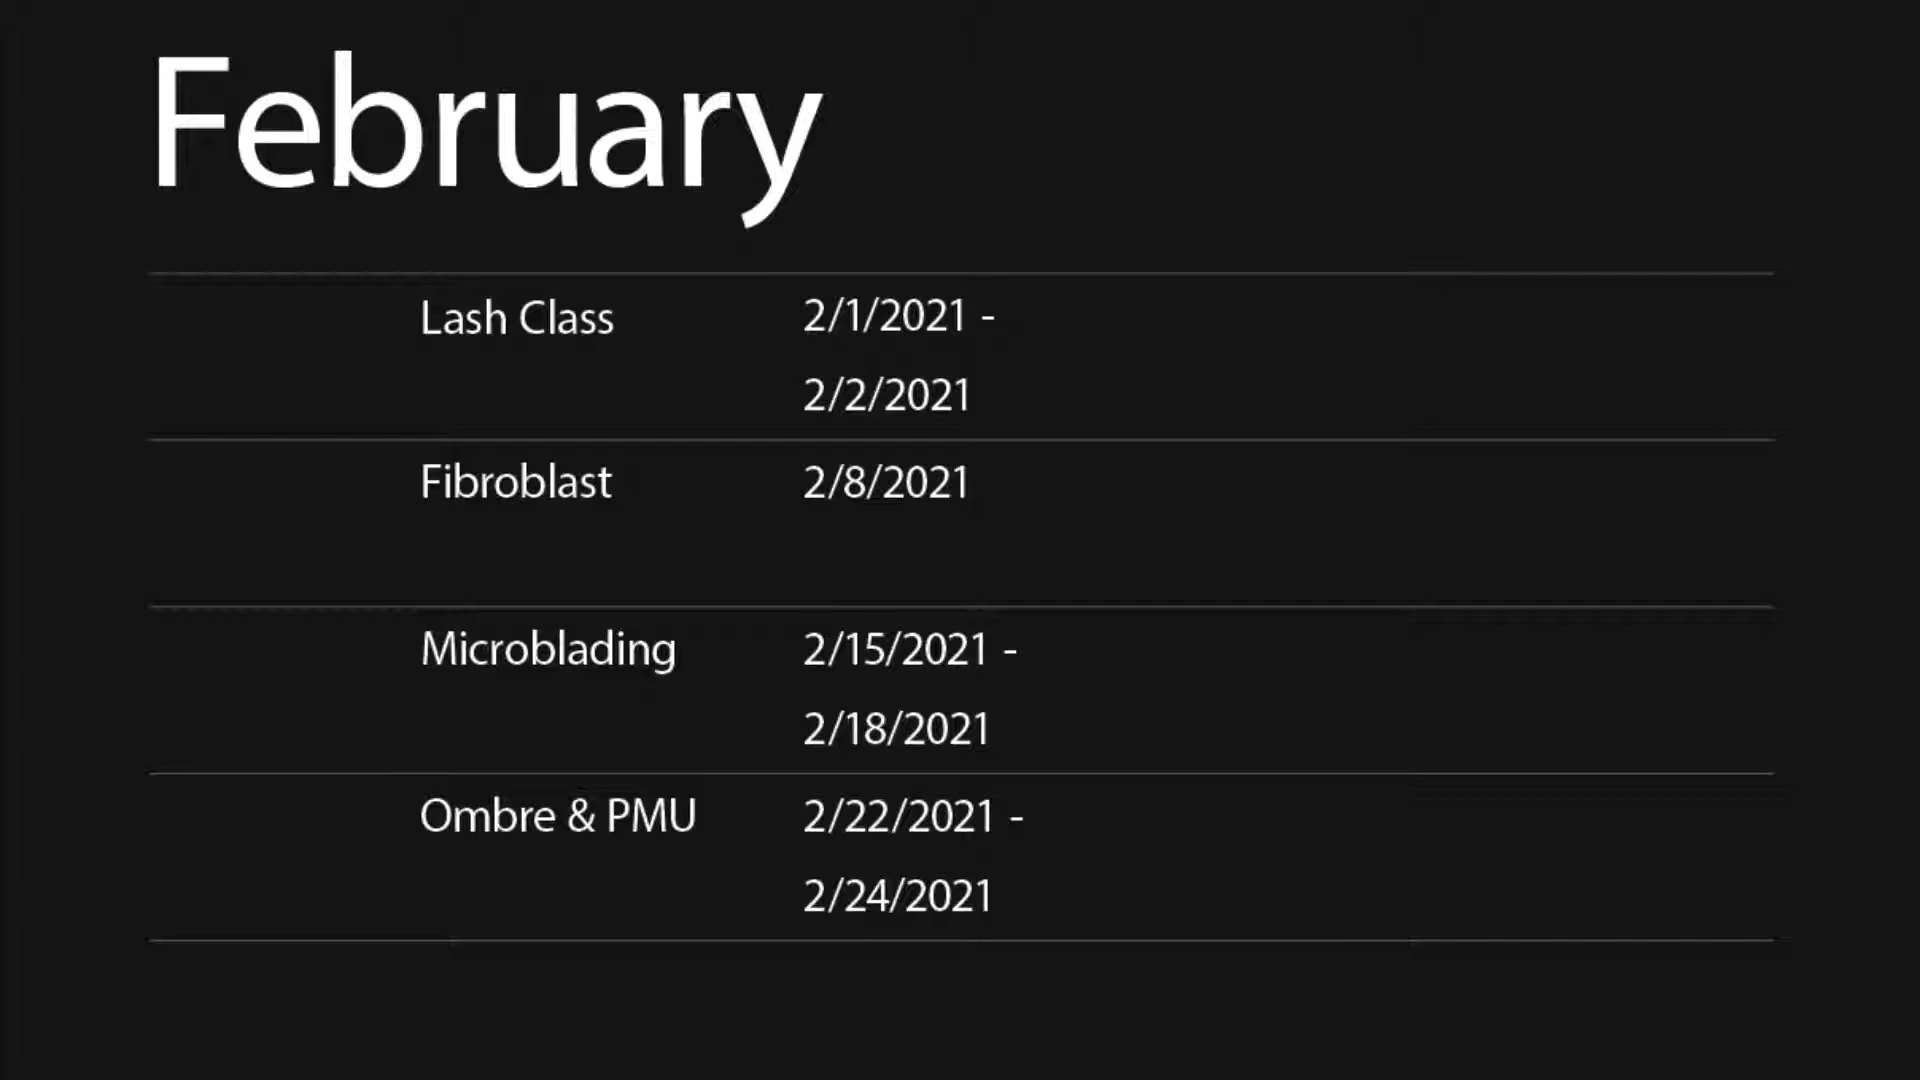 February
Lash Class 2/1/2021 -
2/2/2021
Fibroblast 2/8/2021
Microblading 2/15/2021 -
2/18/2021
Ombre & PMU 2/22/2021 -
2/24/2021